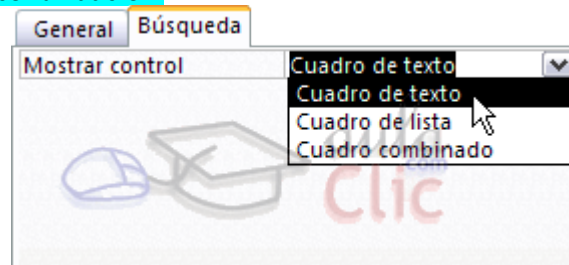 General Búsqueda
Mostrar control Cuadro de texto
Cuadro de texto
Cuadro de lista
Cuadro combinado
aula
.com
Clic